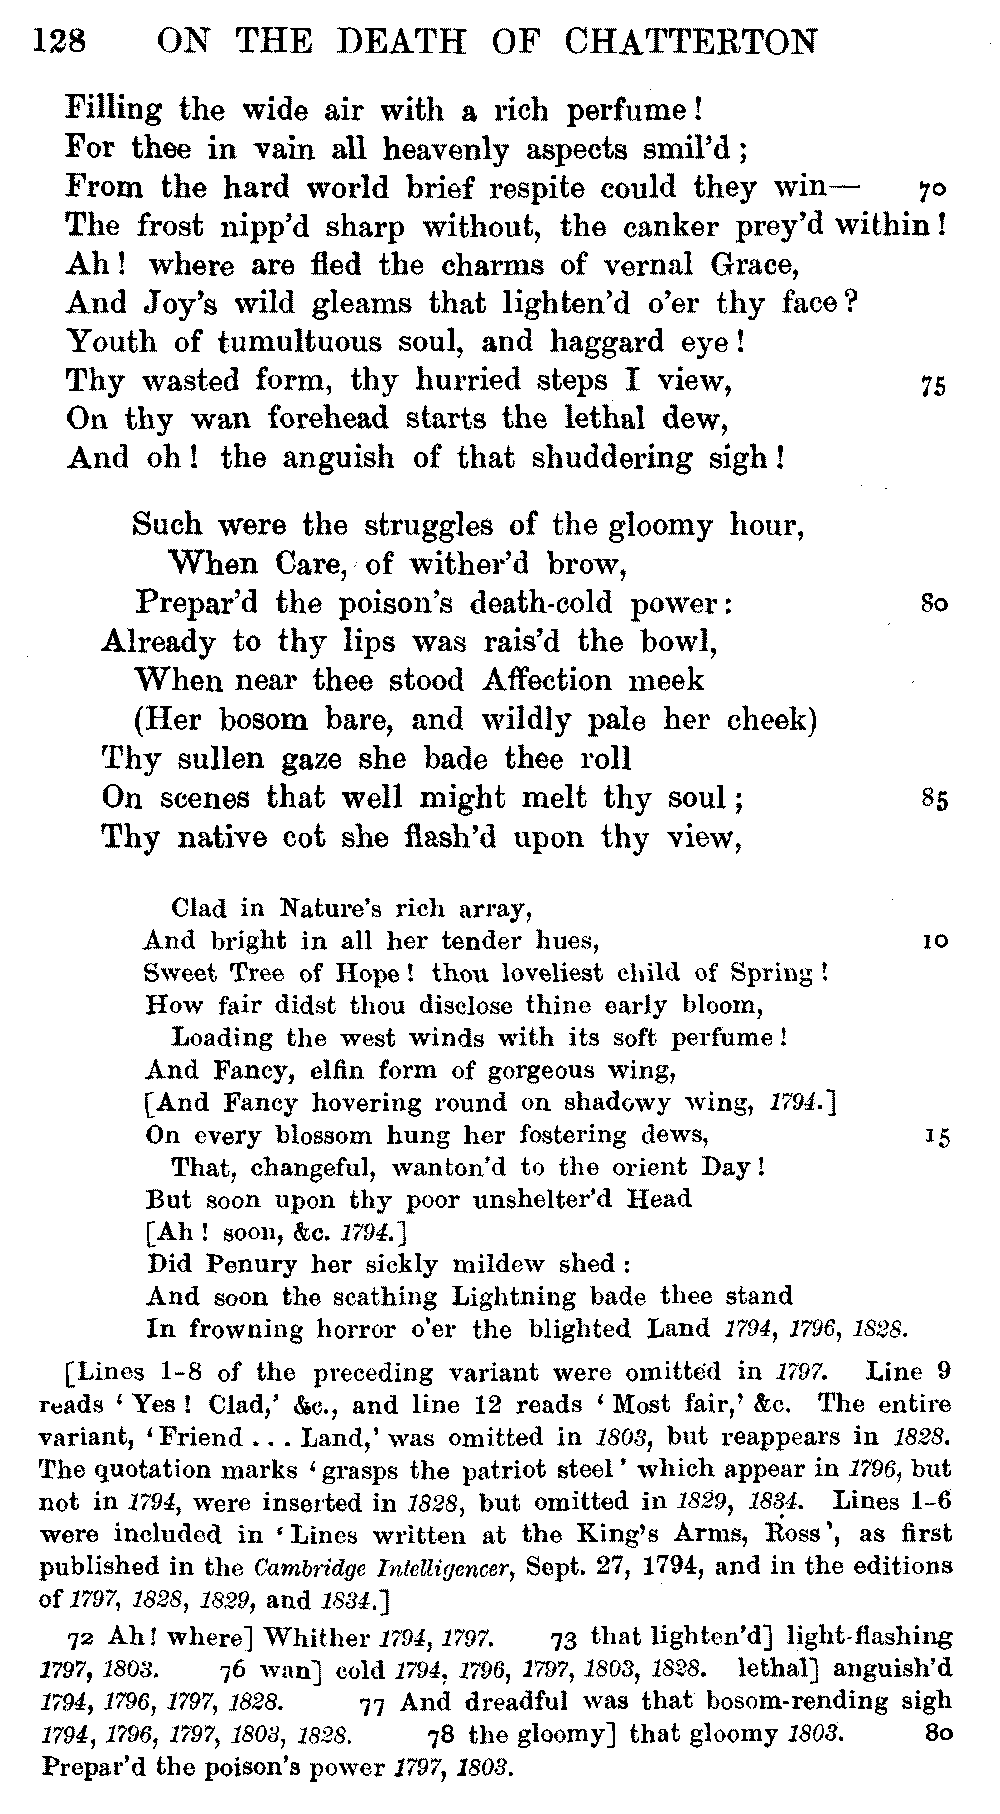 128 ON THE DEATH OF CHATTERTON
Filling the wide air with a rich perfume !
For thee in vain all heavenly aspects smil'd ;
From the hard world brief respite could they win— 70
The frost nipp'd sharp without, the canker prey'd within !
Ah ! where are fled the charms of vernal Grace,
And Joy's wild gleams that lighten'd o'er thy face ?
Youth of tumultuous soul, and haggard eye !
Thy wasted form, thy hurried steps I view, 75
On thy wan forehead starts the lethal dew,
And oh ! the anguish of that shuddering sigh !
Such were the struggles of the gloomy hour,
When Care, of wither'd brow,
Prepar'd the poison's death-cold power : 80
Already to thy lips was rais'd the bowl,
When near thee stood Affection meek
(Her bosom bare, and wildly pale her cheek)
Thy sullen gaze she bade thee roll
On scenes that well might melt thy soul ; 85
Thy native cot she flash'd upon thy view,
Clad in Nature's rich array,
And bright in all her tender hues, 10
Sweet Tree of Hope ! thou loveliest child of Spring !
How fair didst thou disclose thine early bloom,
Loading the west winds with its soft perfume !
And Fancy, elfin form of gorgeous wing,
[And Fancy hovering round on shadowy wing, 1794.]
On every blossom hung her fostering dews, 15
That, changeful, wanton'd to the orient Day !
But soon upon thy poor unshelter'd Head
[Ah ! soon, &c. 1794.]
Did Penury her sickly mildew shed :
And soon the scathing Lightning bade thee stand
In frowning horror o'er the blighted Land 1794, 1796, 1828.
[Lines 1-8 of the preceding variant were omitted in 1797. Line 9
reads ' Yes ! Clad,' &c., and line 12 reads ' Most fair,' &c. The entire
variant, ' Friend . . . Land,' was omitted in 1803, but reappears in 1828.
The quotation marks ' grasps the patriot steel ' which appear in 1796, but
not in 1794, were inserted in 1828, but omitted in 1829, 1834. Lines 1-6
were included in ' Lines written at the King's Arms, Ross ', as first
published in the Cambridge Intelligencer, Sept. 27, 1794, and in the editions
of 1797, 1828, 1829, and 1834.]
72 Ah ! where] Whither 1794, 1797. 73 that lighten'd] light-flashing
1797, 1803. 76 wan] cold 1794, 1796, 1797, 1803, 1828. lethal] anguish'd
1794, 1796, 1797, 1828. 77 And dreadful was that bosom-rending sigh
1794, 1796, 1797, 1803, 1828. 78 the gloomy] that gloomy 1803. 80
Prepar'd the poison's power 1797, 1803.